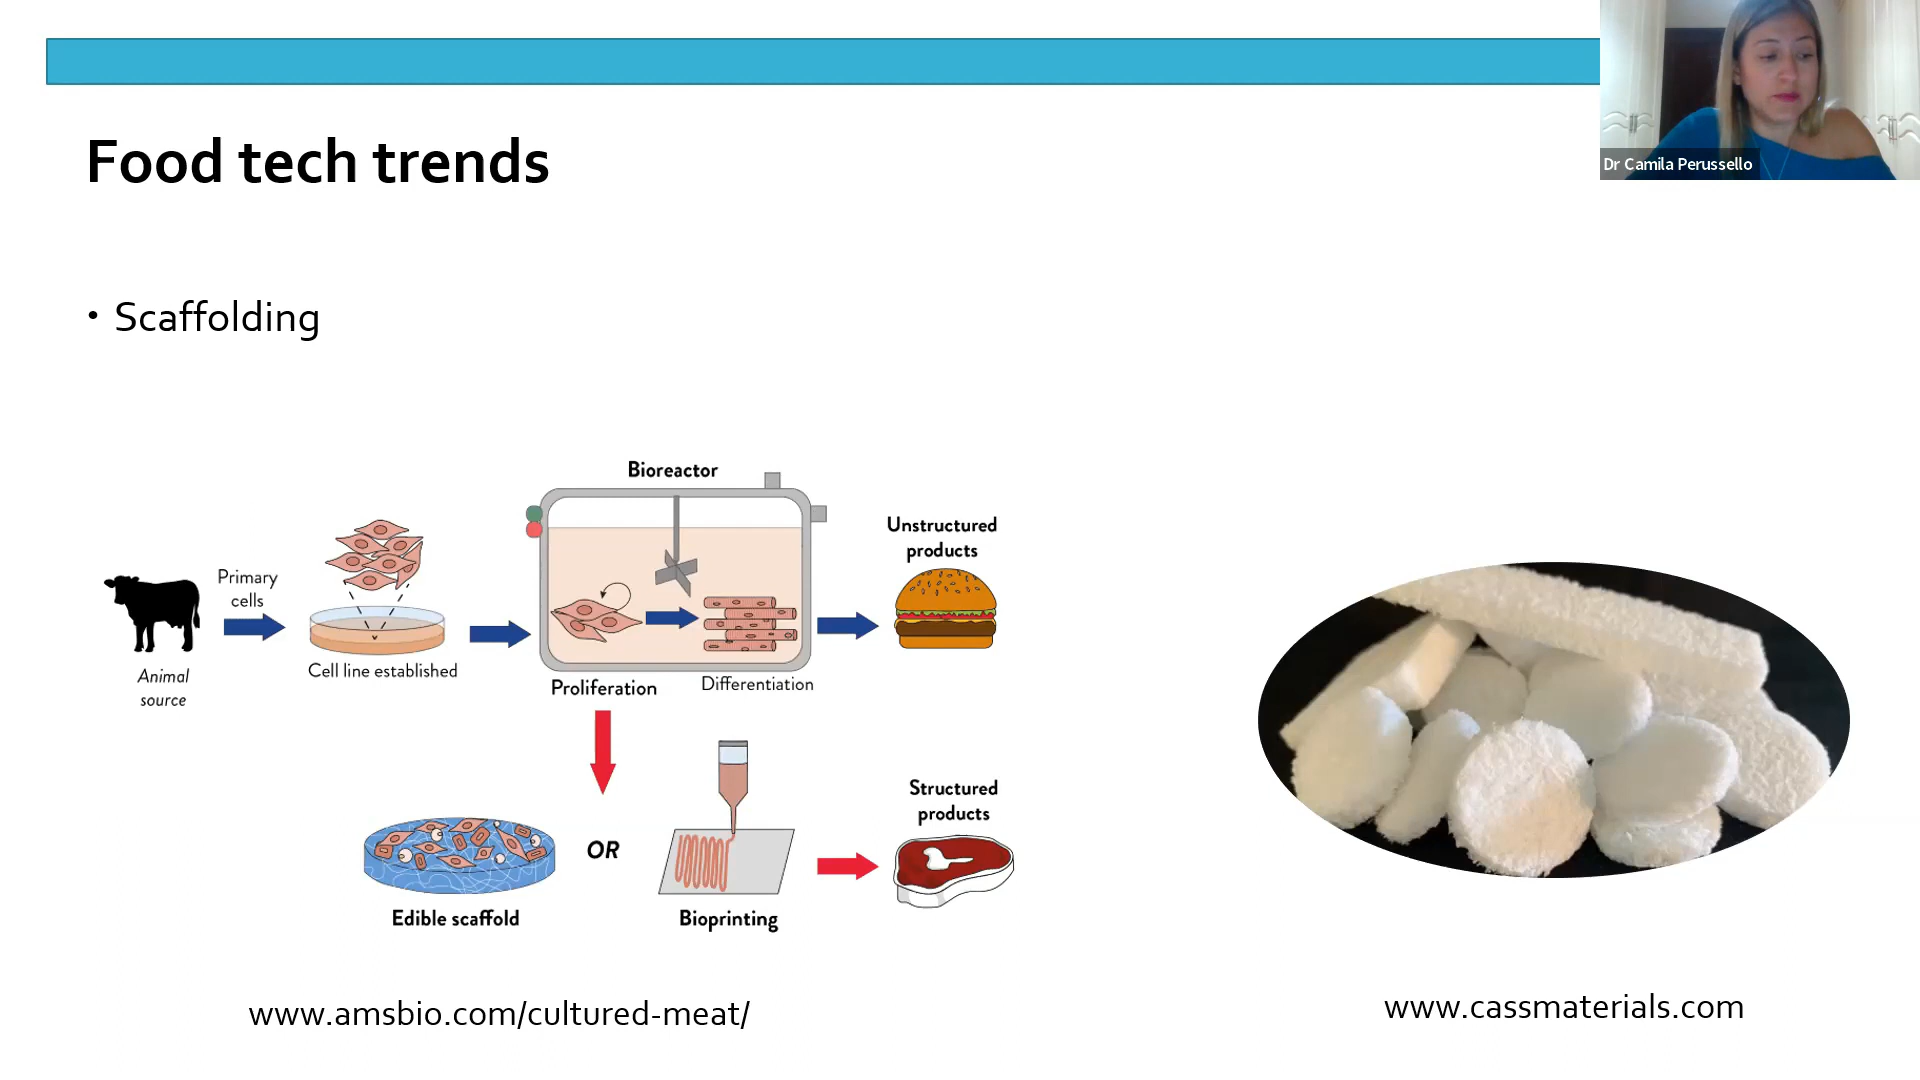 Dr Camila Perussello
Food tech trends
• Scaffolding
Bioreactor
Unstructured
products
Primary
cells
Animal
source
Cell line established
Proliferation
Differentiation
Structured
products
OR
Edible scaffold
Bioprinting
www.amsbio.com/cultured-meat/
www.cassmaterials.com